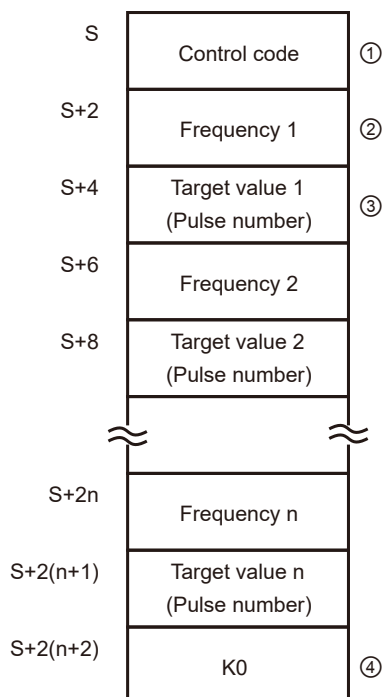 S
Control code ①
S+2
Frequency 1 ②
S+4
Target value 1 ③
(Pulse number)
S+6
Frequency 2
S+8
Target value 2
(Pulse number)
S+2n
Frequency n
S+2(n+1)
Target value n
(Pulse number)
S+2(n+2)
K0 ④